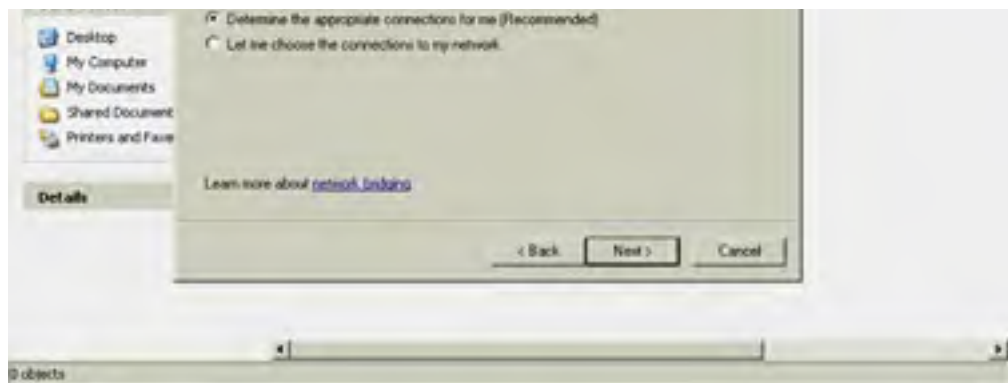 Determine the appropriate connections for me (Recommended)
Let me choose the connections to my network
Desktop
My Computer
My Documents
Shared Document
Printers and Faxe
Details
Learn more about network bridging
< Back
Next >
Cancel
0 objects